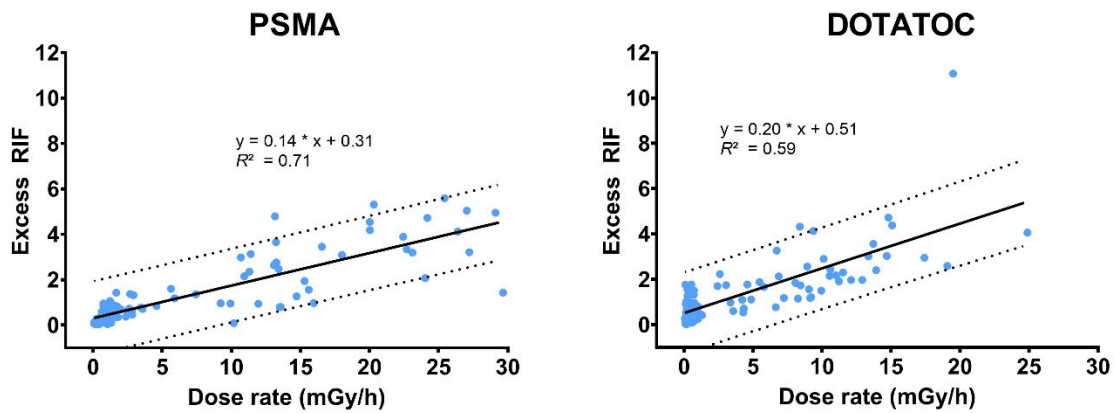 PSMA
12
10
8
6
4
2
0
Excess RIF
y = 0.14 * x + 0.31
R² = 0.71
0 5 10 15 20 25 30
Dose rate (mGy/h)
DOTATOC
12
10
8
6
4
2
0
Excess RIF
y = 0.20 * x + 0.51
R² = 0.59
0 5 10 15 20 25 30
Dose rate (mGy/h)